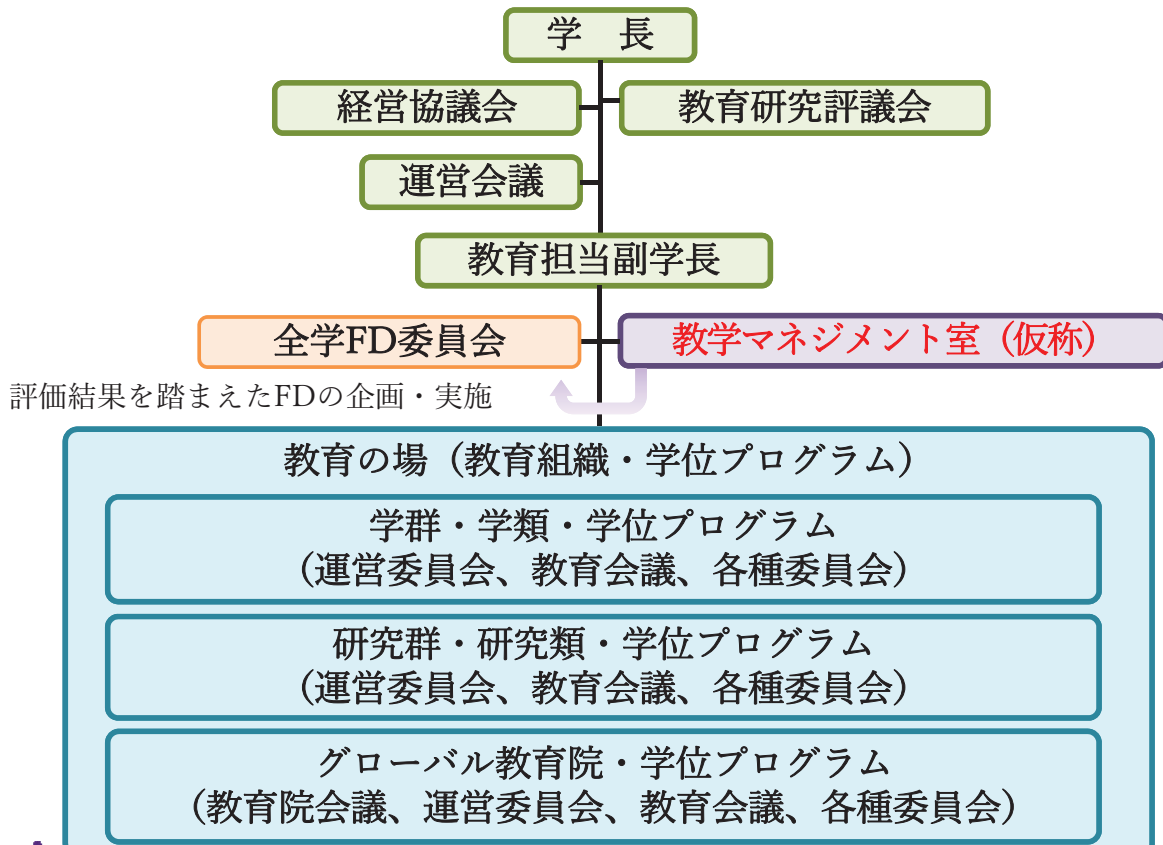 学　長
経営協議会
教育研究評議会
運営会議
教育担当副学長
全学FD委員会
教学マネジメント室（仮称）
評価結果を踏まえたFDの企画・実施
教育の場（教育組織・学位プログラム）
学群・学類・学位プログラム
（運営委員会、教育会議、各種委員会）
研究群・研究類・学位プログラム
（運営委員会、教育会議、各種委員会）
グローバル教育院・学位プログラム
（教育院会議、運営委員会、教育会議、各種委員会）